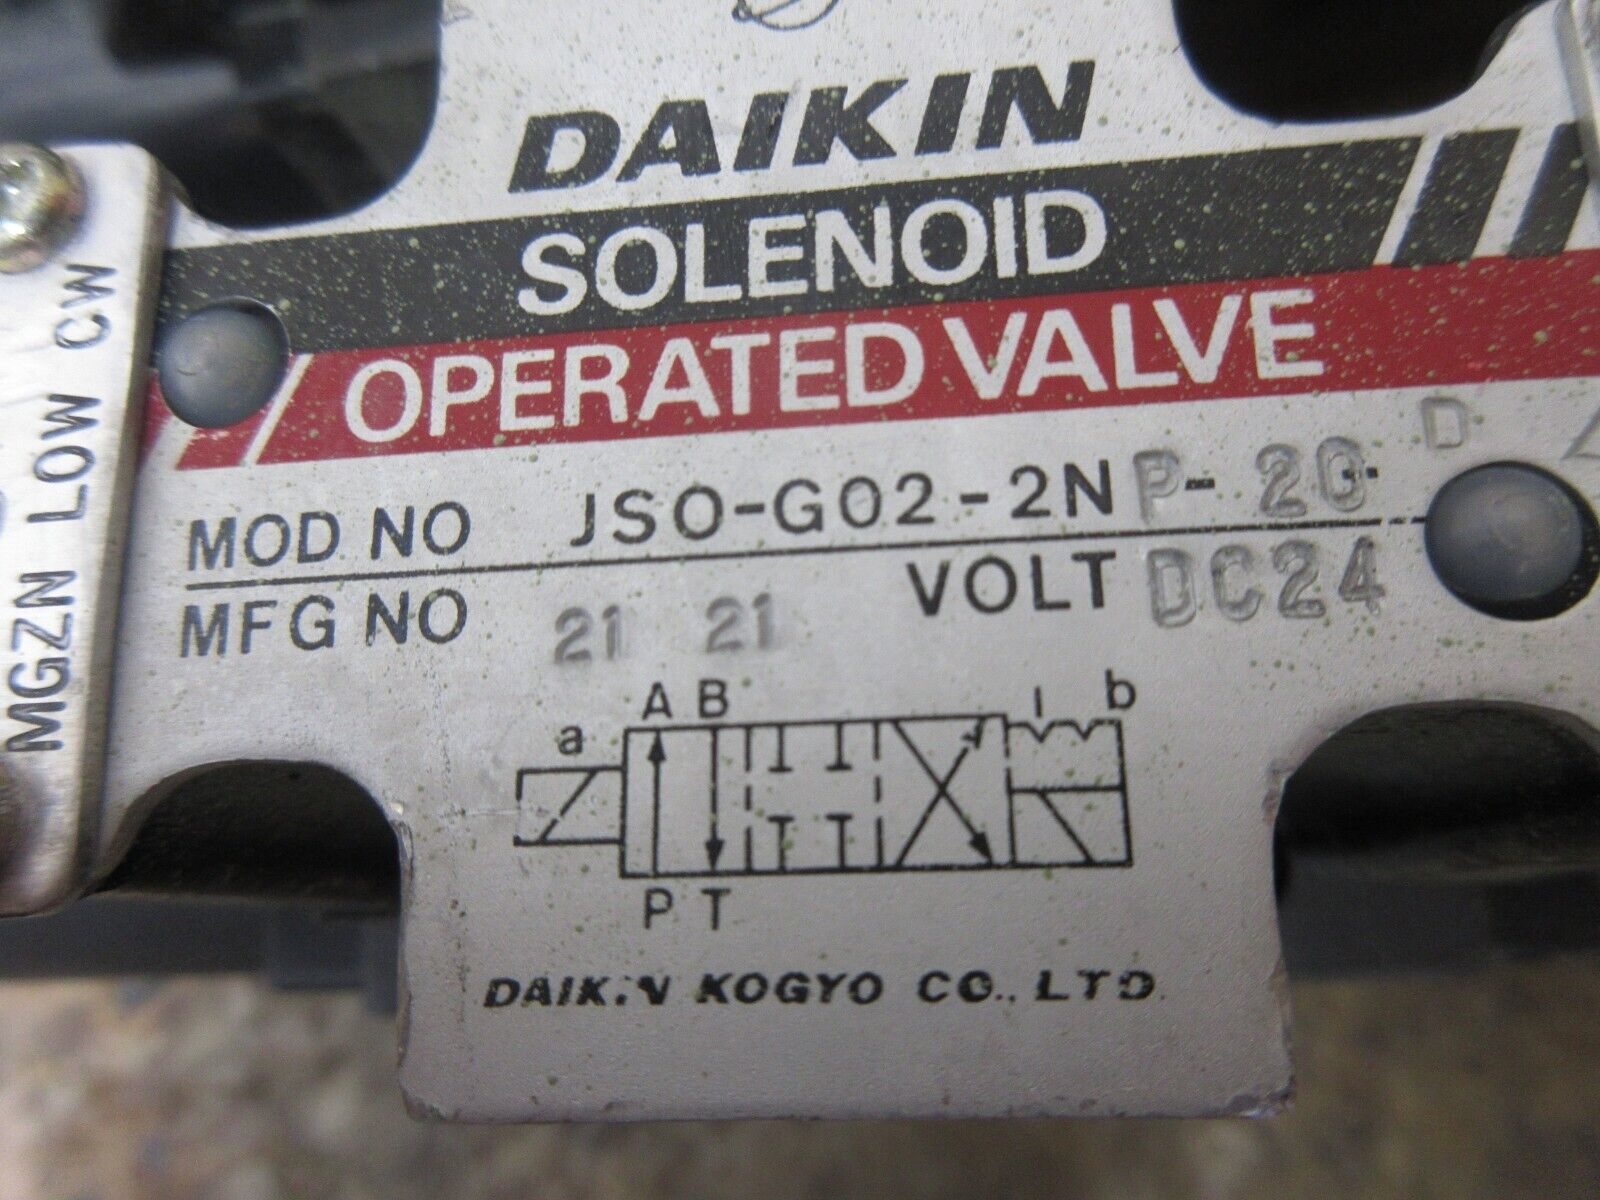 DAIKIN
SOLENOID
OPERATED VALVE
D
MOD. NO JSO-G02-2NP-20-
MFG NO 21 21 VOLT DC24
A B b
a
P T
DAIKIN KOGYO CO., LTD.
MGZN LOW CW